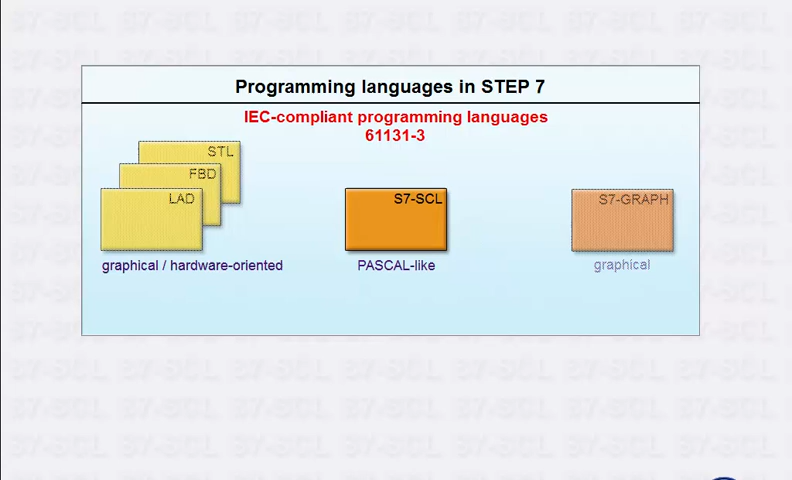 Programming languages in STEP 7
IEC-compliant programming languages
61131-3
STL
FBD
LAD
S7-SCL
S7-GRAPH
graphical / hardware-oriented
PASCAL-like
graphical